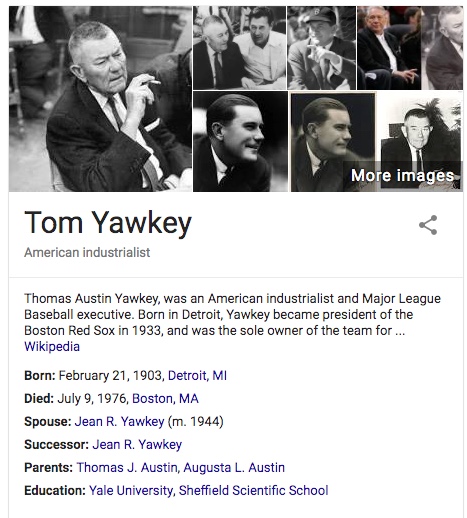 More images
Tom Yawkey
American industrialist
Thomas Austin Yawkey, was an American industrialist and Major League
Baseball executive. Born in Detroit, Yawkey became president of the
Boston Red Sox in 1933, and was the sole owner of the team for ...
Wikipedia
Born: February 21, 1903, Detroit, MI
Died: July 9, 1976, Boston, MA
Spouse: Jean R. Yawkey (m. 1944)
Successor: Jean R. Yawkey
Parents: Thomas J. Austin, Augusta L. Austin
Education: Yale University, Sheffield Scientific School